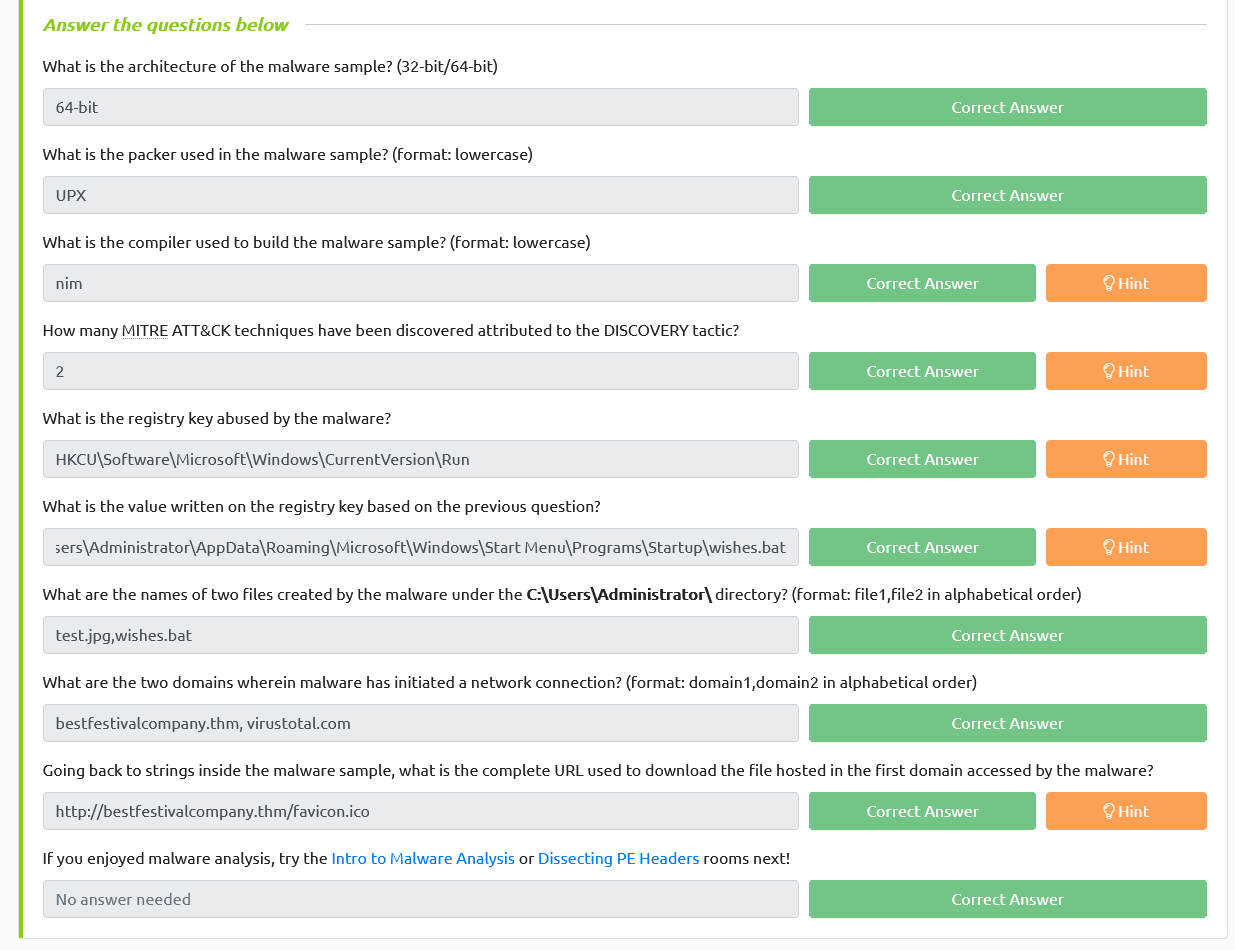 Answer the questions below
What is the architecture of the malware sample? (32-bit/64-bit)
64-bit
Correct Answer
What is the packer used in the malware sample? (format: lowercase)
UPX
Correct Answer
What is the compiler used to build the malware sample? (format: lowercase)
nim
Correct Answer
Hint
How many MITRE ATT&CK techniques have been discovered attributed to the DISCOVERY tactic?
2
Correct Answer
Hint
What is the registry key abused by the malware?
HKCU\Software\Microsoft\Windows\CurrentVersion\Run
Correct Answer
Hint
What is the value written on the registry key based on the previous question?
sers\Administrator\AppData\Roaming\Microsoft\Windows\Start Menu\Programs\Startup\wishes.bat
Correct Answer
Hint
What are the names of two files created by the malware under the C:\Users\Administrator\ directory? (format: file1,file2 in alphabetical order)
test.jpg,wishes.bat
Correct Answer
What are the two domains wherein malware has initiated a network connection? (format: domain1,domain2 in alphabetical order)
bestfestivalcompany.thm, virustotal.com
Correct Answer
Going back to strings inside the malware sample, what is the complete URL used to download the file hosted in the first domain accessed by the malware?
http://bestfestivalcompany.thm/favicon.ico
Correct Answer
Hint
If you enjoyed malware analysis, try the Intro to Malware Analysis or Dissecting PE Headers rooms next!
No answer needed
Correct Answer